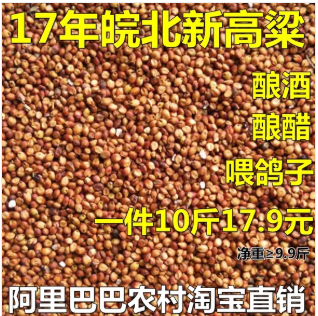 17年皖北新高粱
酿酒
酿醋
喂鸽子
一件10斤17.9元
净重≥9.9斤
阿里巴巴农村淘宝直销